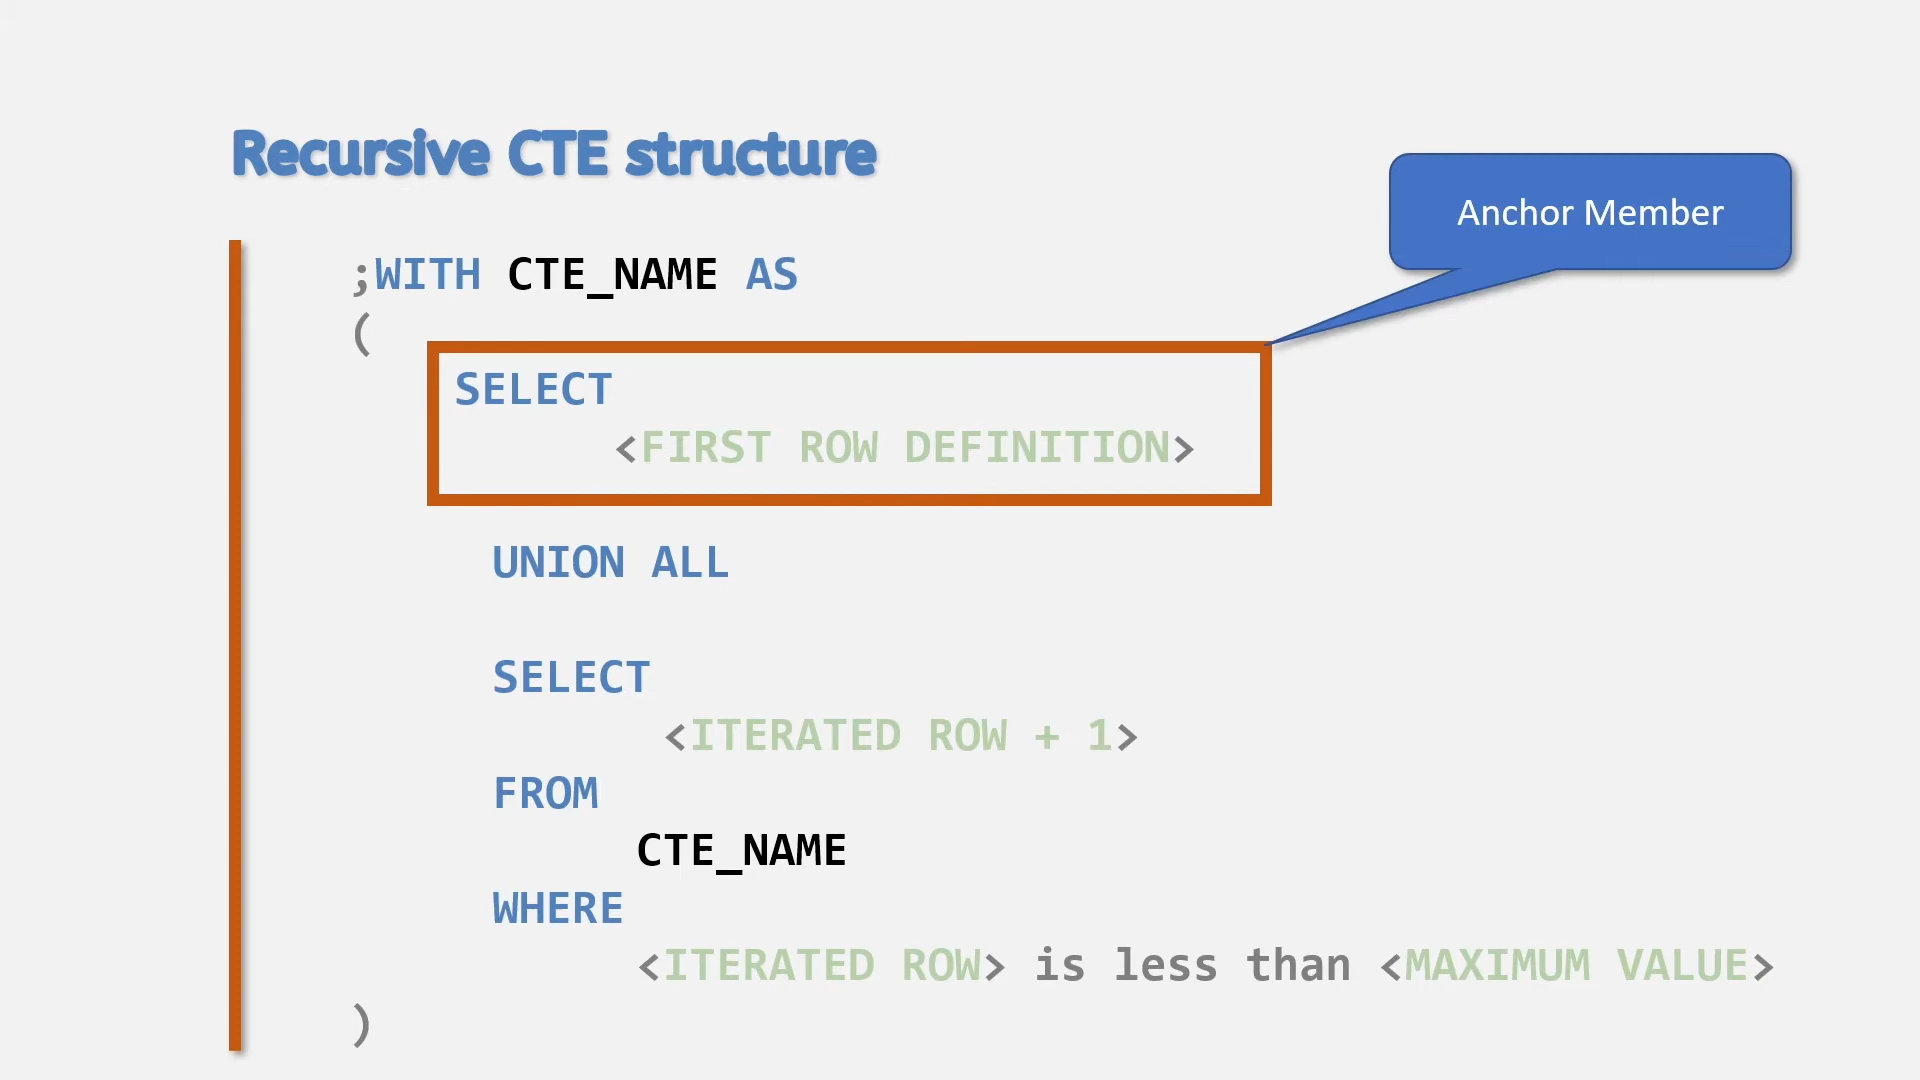 Recursive CTE structure
Anchor Member
;WITH CTE_NAME AS
(
SELECT
<FIRST ROW DEFINITION>
UNION ALL
SELECT
<ITERATED ROW + 1>
FROM
CTE_NAME
WHERE
<ITERATED ROW> is less than <MAXIMUM VALUE>
)